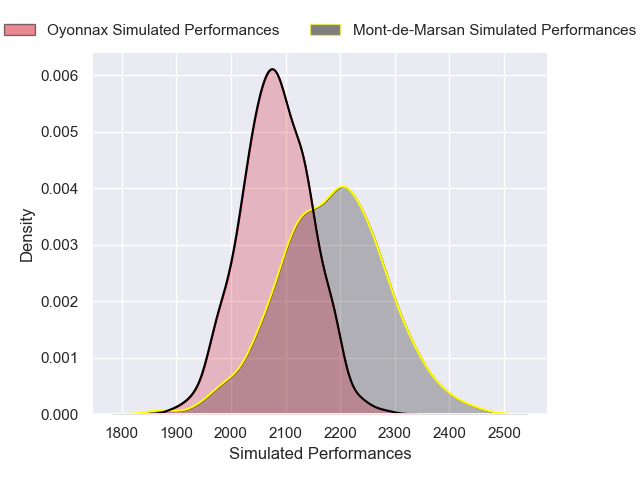 Oyonnax Simulated Performances
Mont-de-Marsan Simulated Performances
0.006
0.005
0.004
0.003
0.002
0.001
0.000
Density
1800 1900 2000 2100 2200 2300 2400 2500
Simulated Performances